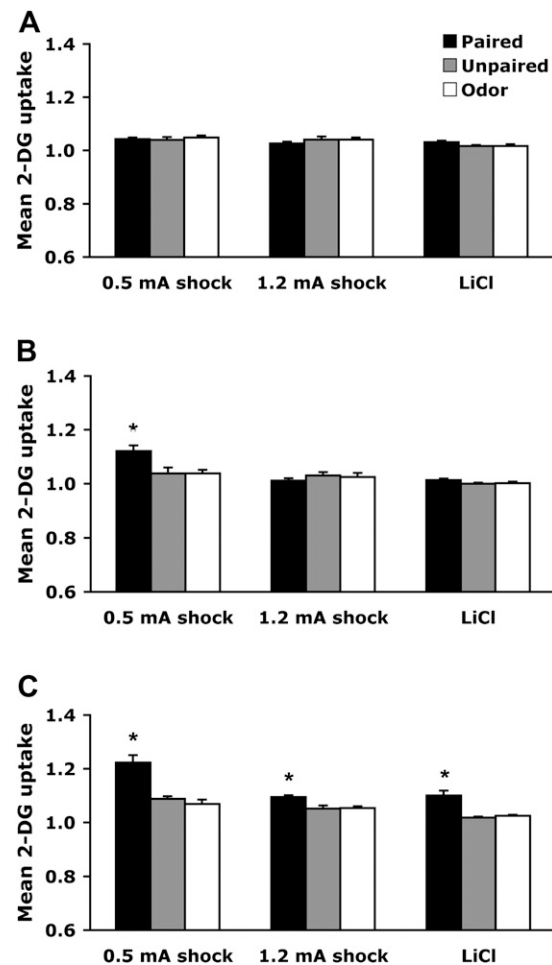 A
Paired
Unpaired
Odor
Mean 2-DG uptake
1.4
1.2
1.0
0.8
0.6
0.5 mA shock 1.2 mA shock LiCl
B
Mean 2-DG uptake
1.4
1.2
1.0
0.8
0.6
*
0.5 mA shock 1.2 mA shock LiCl
C
Mean 2-DG uptake
1.4
1.2
1.0
0.8
0.6
* * *
0.5 mA shock 1.2 mA shock LiCl